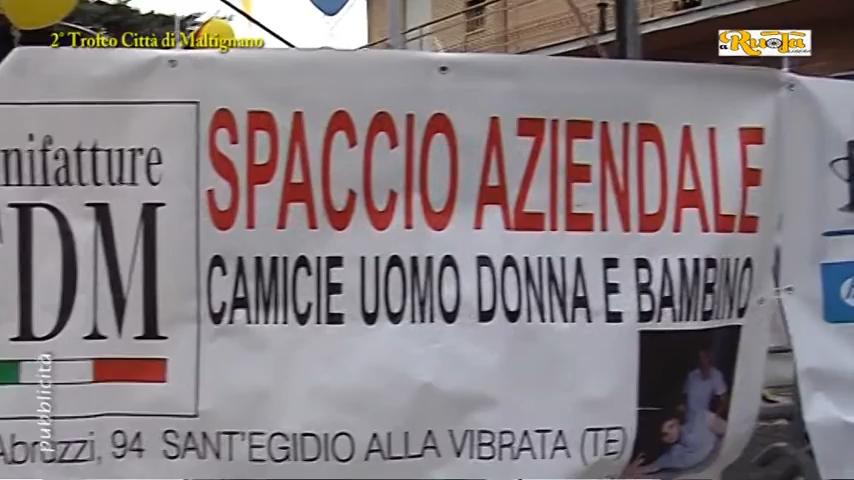 2° Trofeo Città di Maltignano
a RuoTa
SPACCIO AZIENDALE
CAMICIE UOMO DONNA E BAMBINO
DM
pubblicità
Abruzzi, 94 SANT'EGIDIO ALLA VIBRATA (TE)